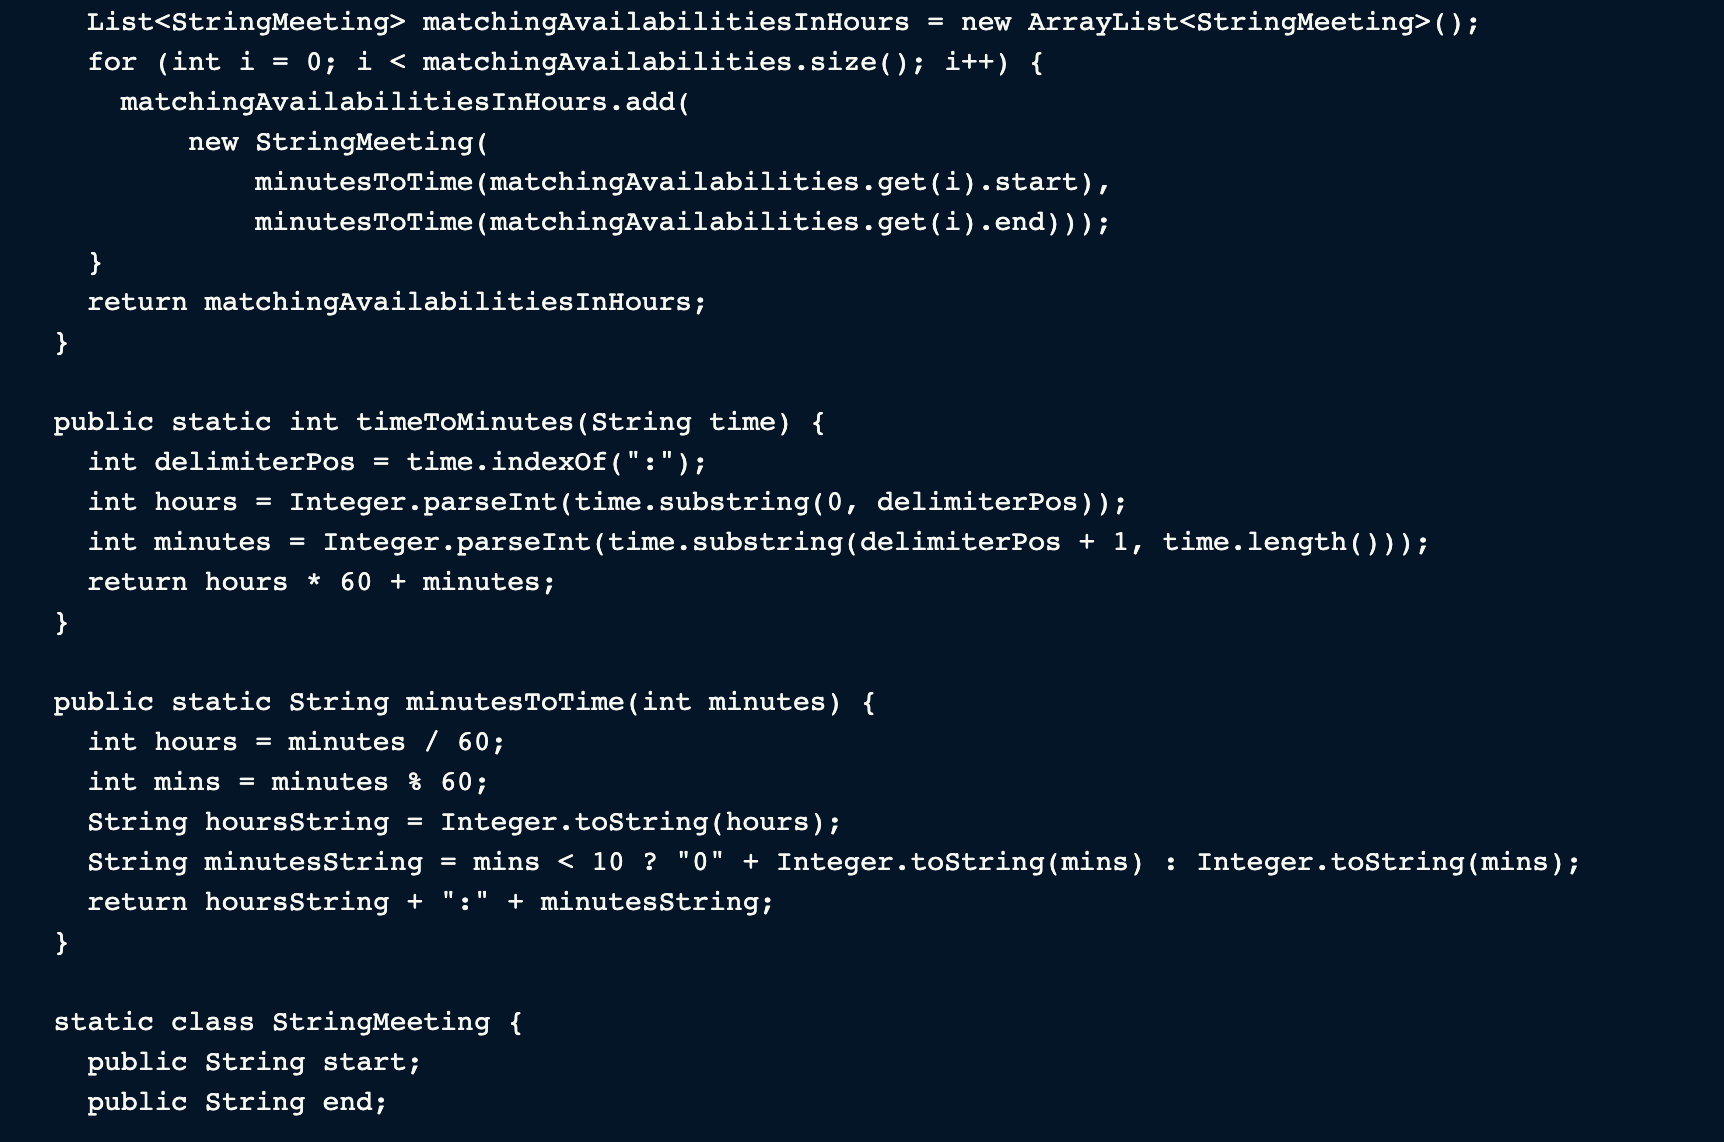 List<StringMeeting> matchingAvailabilitiesInHours = new ArrayList<StringMeeting>();
for (int i = 0; i < matchingAvailabilities.size(); i++) {
matchingAvailabilitiesInHours.add(
new StringMeeting(
minutesToTime(matchingAvailabilities.get(i).start),
minutesToTime(matchingAvailabilities.get(i).end)));
}
return matchingAvailabilitiesInHours;
}
public static int timeToMinutes(String time) {
int delimiterPos = time.indexOf(":");
int hours = Integer.parseInt(time.substring(0, delimiterPos));
int minutes = Integer.parseInt(time.substring(delimiterPos + 1, time.length()));
return hours * 60 + minutes;
}
public static String minutesToTime(int minutes) {
int hours = minutes / 60;
int mins = minutes % 60;
String hoursString = Integer.toString(hours);
String minutesString = mins < 10 ? "0" + Integer.toString(mins) : Integer.toString(mins);
return hoursString + ":" + minutesString;
}
static class StringMeeting {
public String start;
public String end;